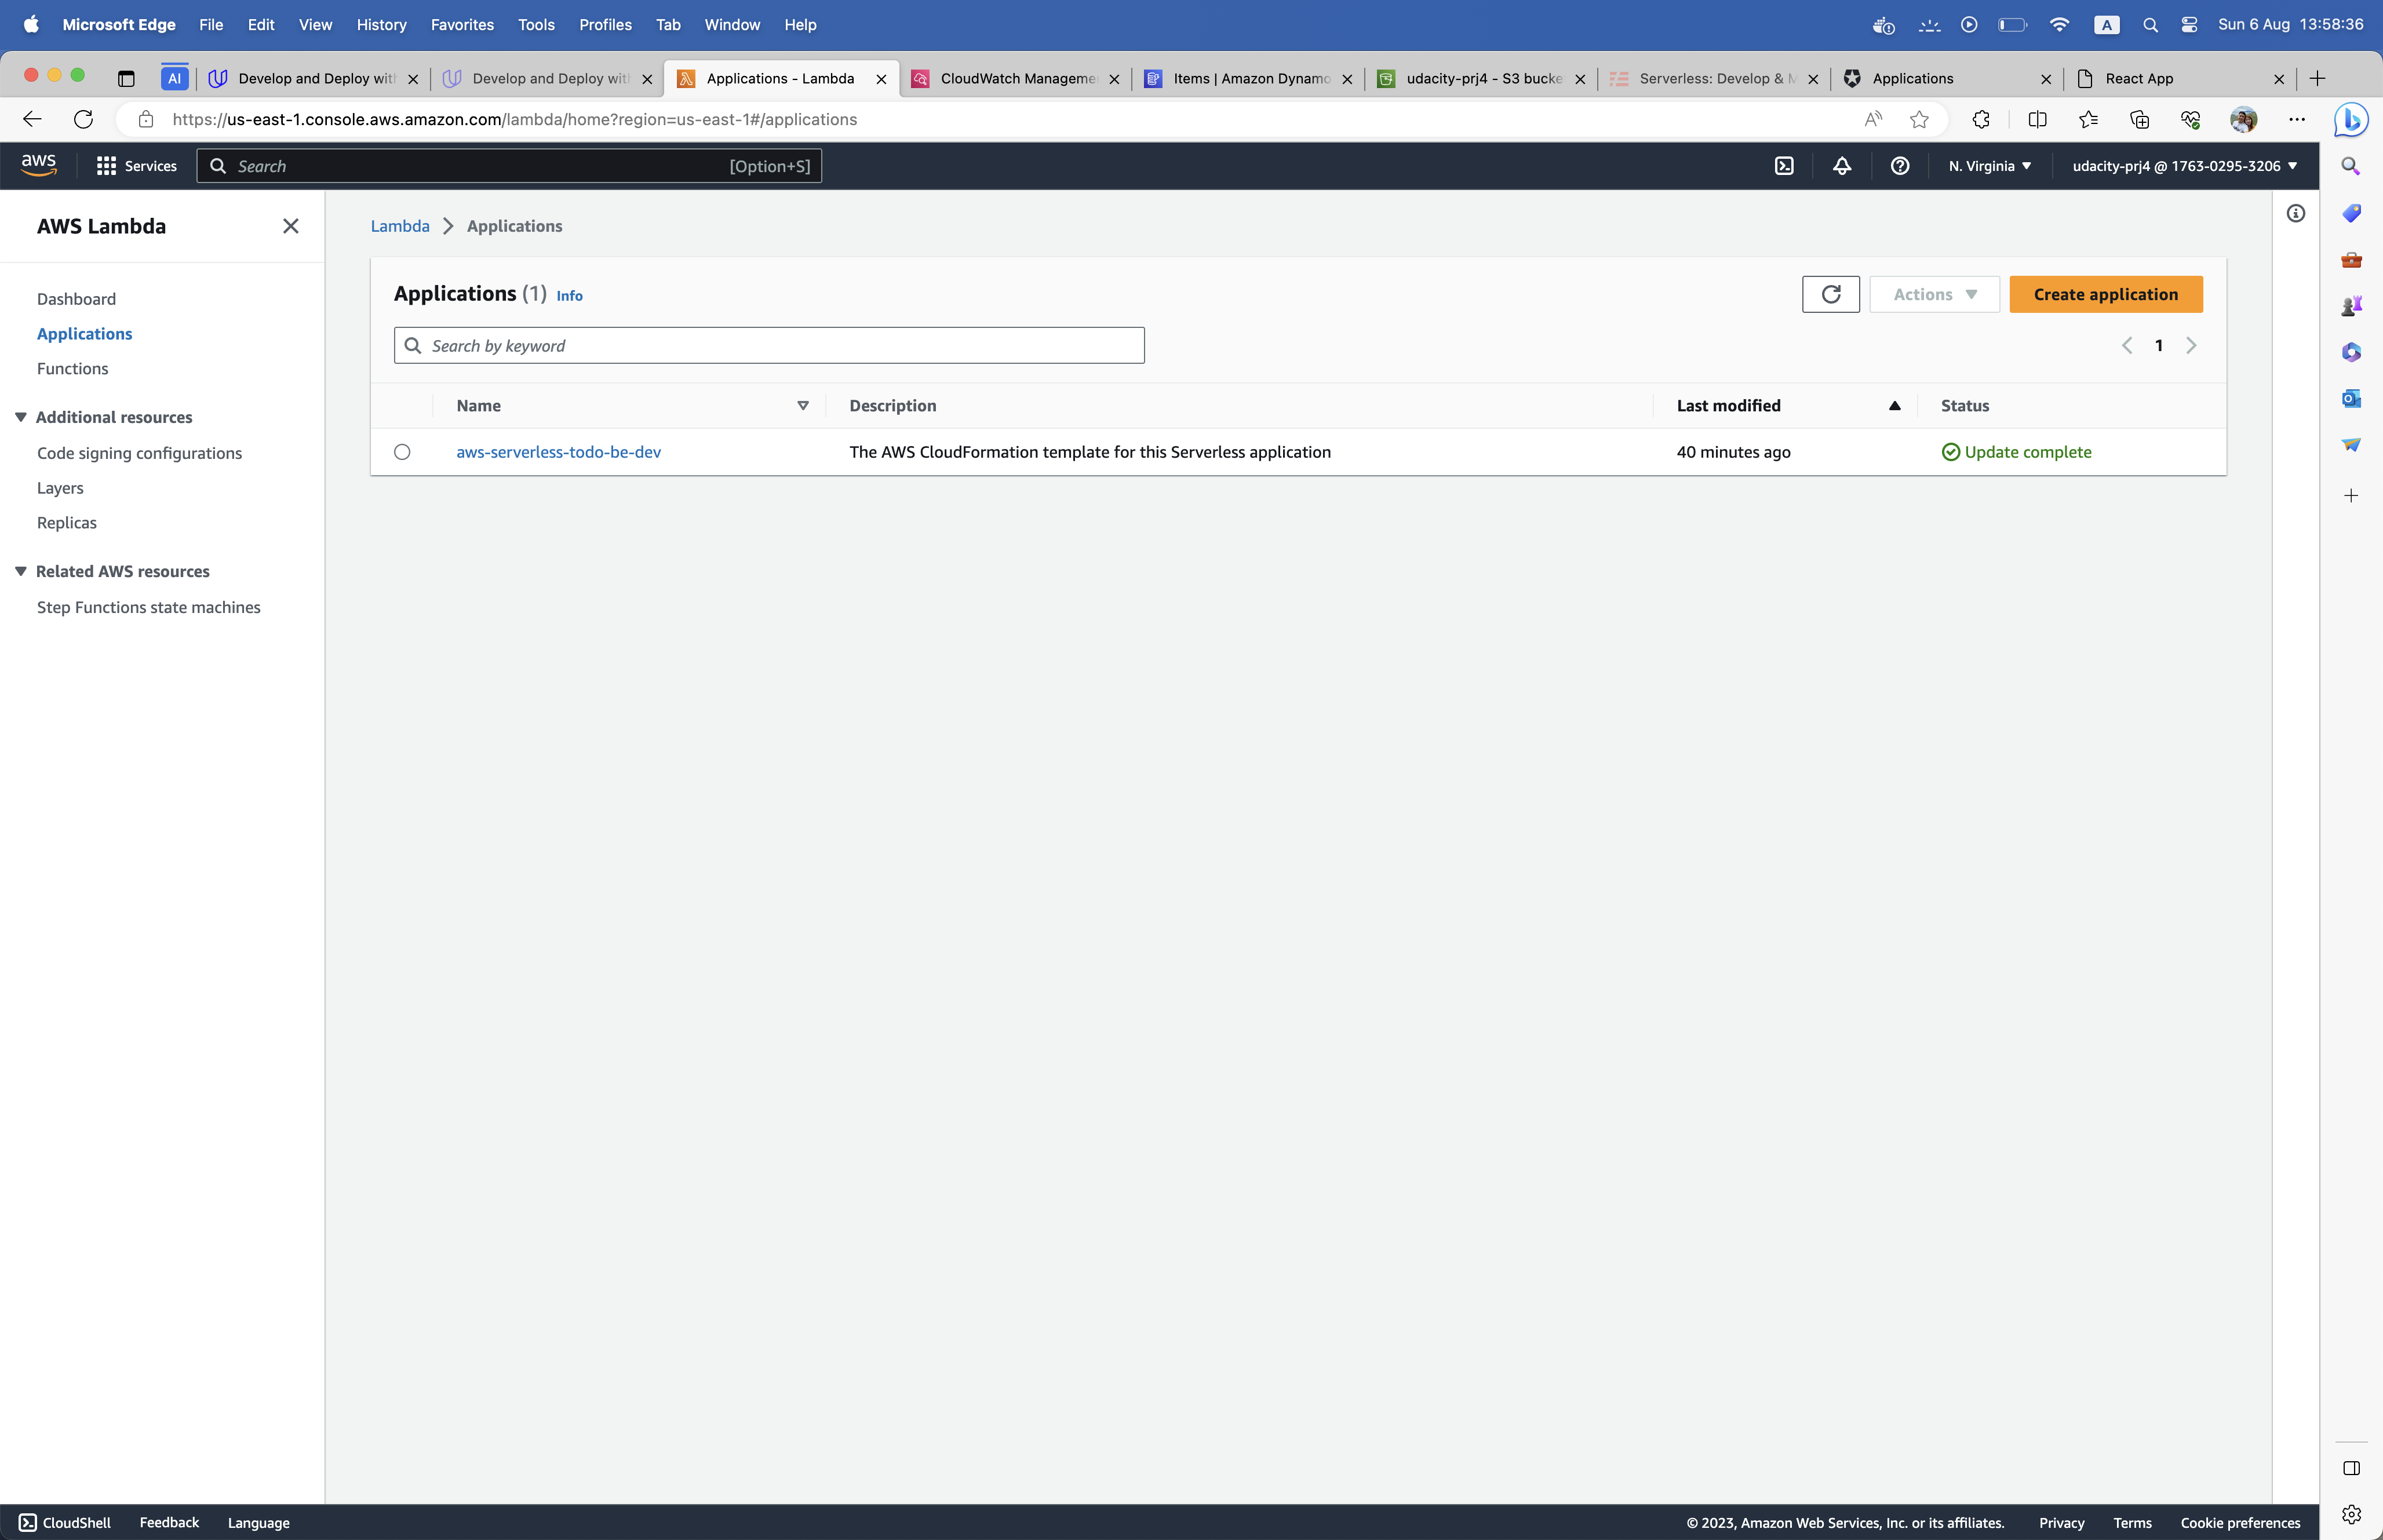 Microsoft Edge File Edit View History Favorites Tools Profiles Tab Window Help A Sun 6 Aug 13:58:36
AI Develop and Deploy with Develop and Deploy with Applications - Lambda CloudWatch Manageme Items | Amazon Dynamo udacity-prj4 - S3 bucke Serverless: Develop & M Applications React App
https://us-east-1.console.aws.amazon.com/lambda/home?region=us-east-1#/applications
aws Services Search [Option+S] N. Virginia udacity-prj4 @ 1763-0295-3206
AWS Lambda
Dashboard
Applications
Functions
Additional resources
Code signing configurations
Layers
Replicas
Related AWS resources
Step Functions state machines
Lambda Applications
Applications (1) Info Actions Create application
Search by keyword 1
Name Description Last modified Status
aws-serverless-todo-be-dev The AWS CloudFormation template for this Serverless application 40 minutes ago Update complete
CloudShell Feedback Language © 2023, Amazon Web Services, Inc. or its affiliates. Privacy Terms Cookie preferences